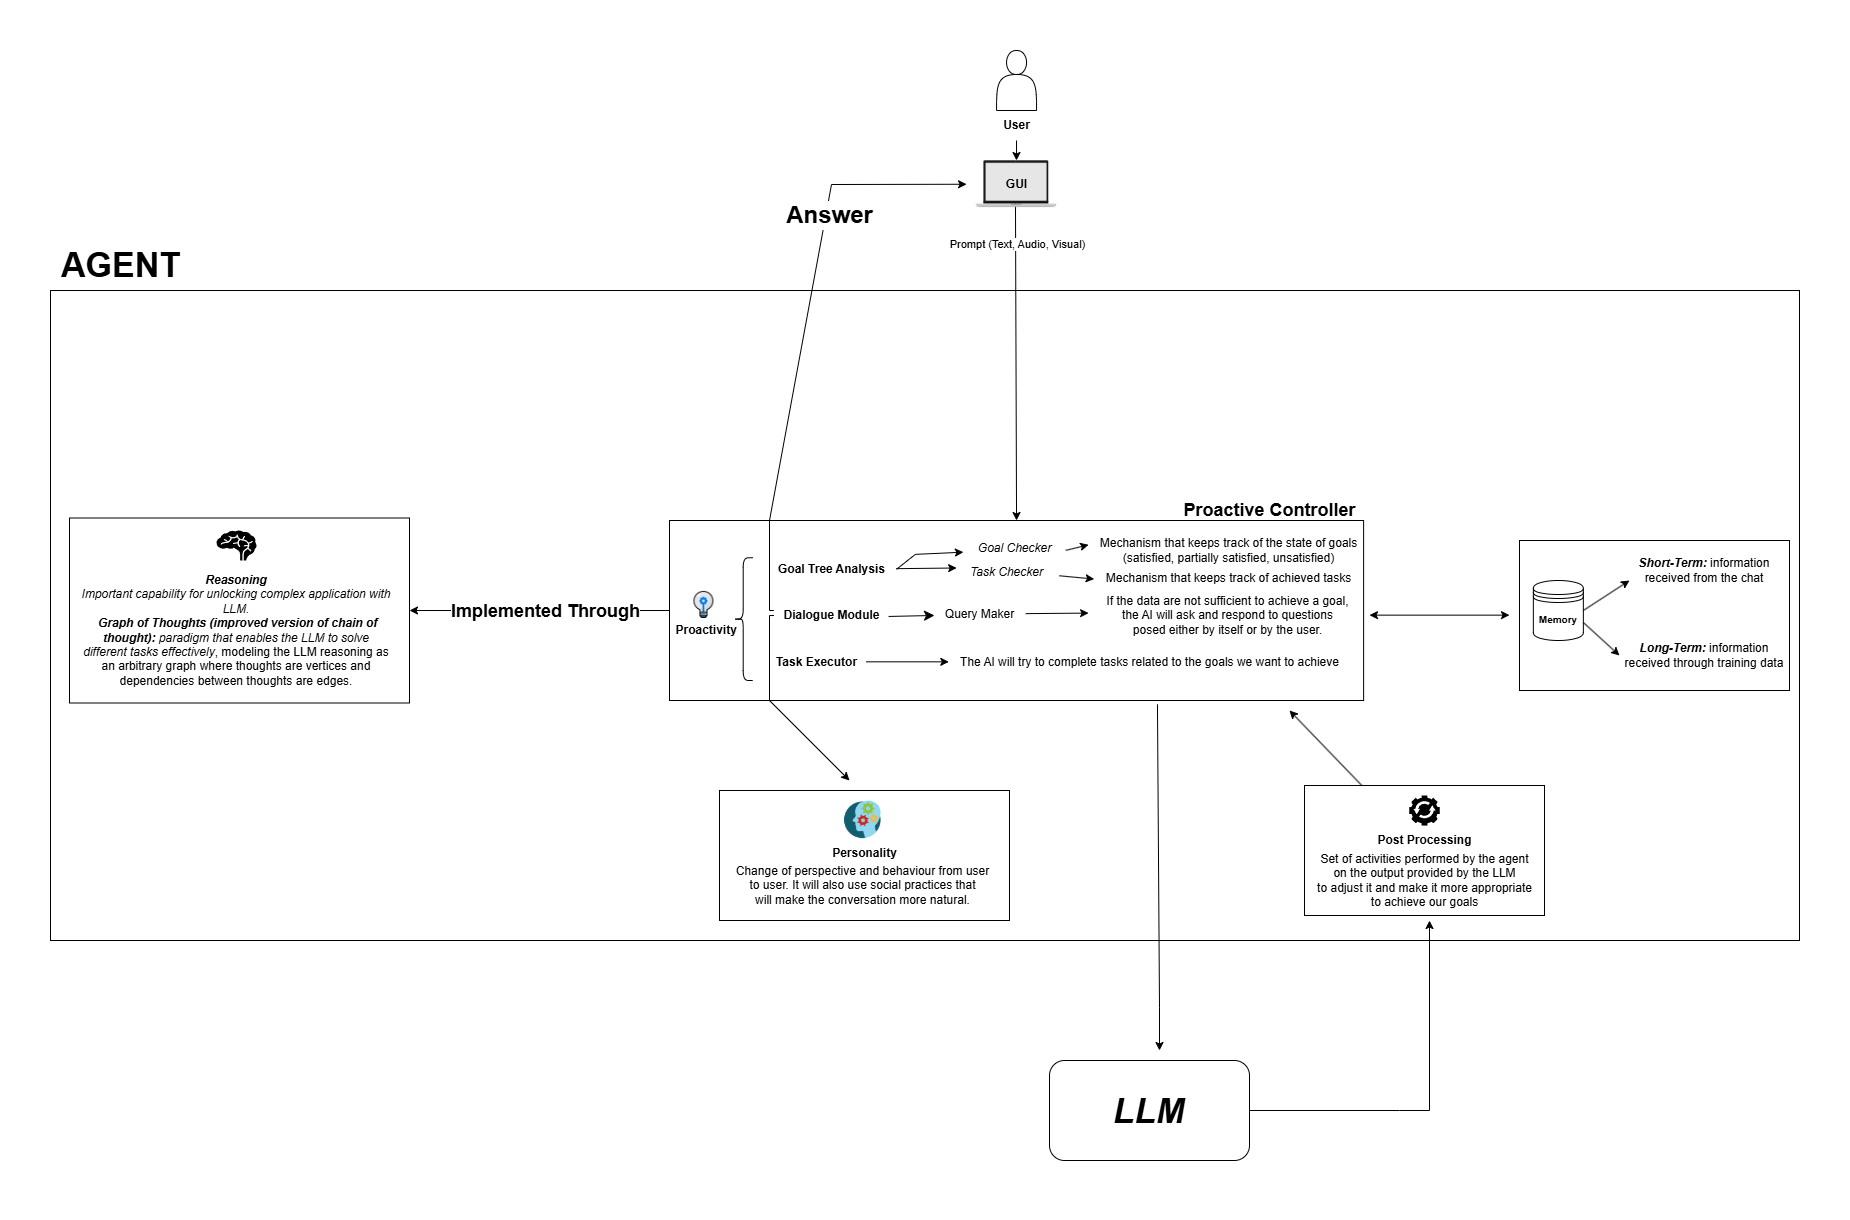 User
GUI
Answer
Prompt (Text, Audio, Visual)
AGENT
Proactive Controller
Reasoning
Important capability for unlocking complex application with
LLM.
Graph of Thoughts (improved version of chain of
thought): paradigm that enables the LLM to solve
different tasks effectively, modeling the LLM reasoning as
an arbitrary graph where thoughts are vertices and
dependencies between thoughts are edges.
Implemented Through
Proactivity
Goal Tree Analysis
Goal Checker
Mechanism that keeps track of the state of goals
(satisfied, partially satisfied, unsatisfied)
Task Checker
Mechanism that keeps track of achieved tasks
Dialogue Module
Query Maker
If the data are not sufficient to achieve a goal,
the AI will ask and respond to questions
posed either by itself or by the user.
Task Executor
The AI will try to complete tasks related to the goals we want to achieve
Memory
Short-Term: information
received from the chat
Long-Term: information
received through training data
Personality
Change of perspective and behaviour from user
to user. It will also use social practices that
will make the conversation more natural.
Post Processing
Set of activities performed by the agent
on the output provided by the LLM
to adjust it and make it more appropriate
to achieve our goals
LLM